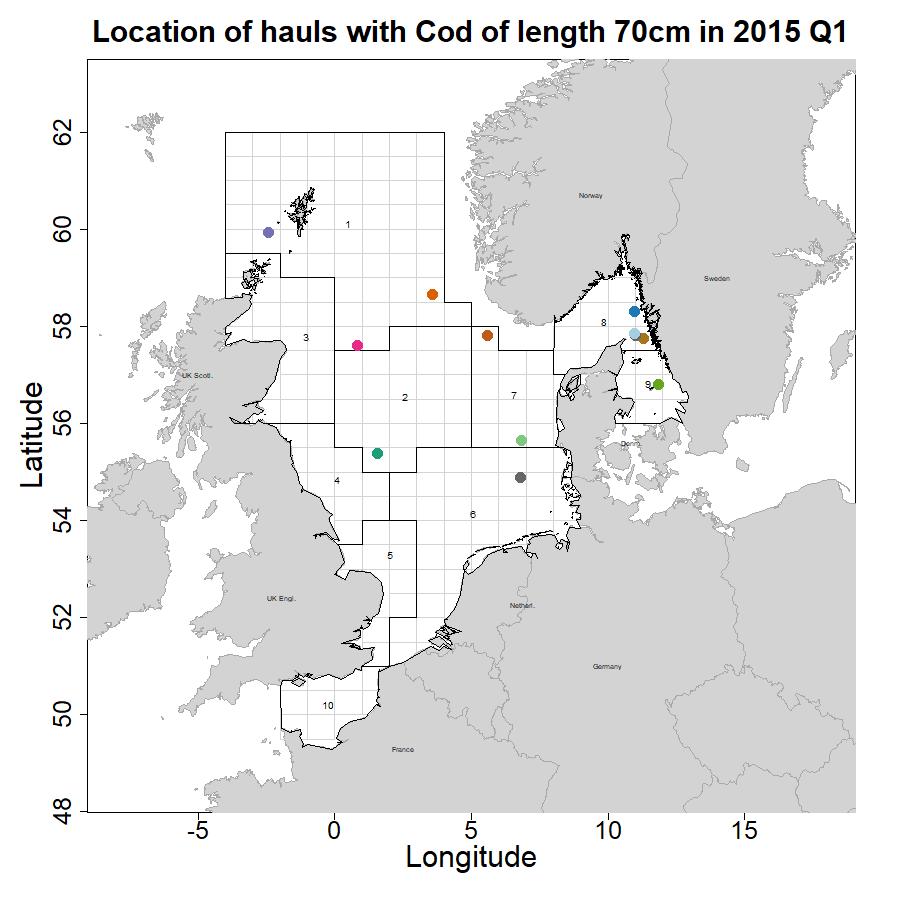 Location of hauls with Cod of length 70cm in 2015 Q1
62
60
58
56
54
52
50
48
Latitude
Norway
Sweden
1
8
3
UK Scotl.
9
7
2
Denm.
4
6
5
UK Engl.
Netherl.
Germany
10
France
-5 0 5 10 15
Longitude